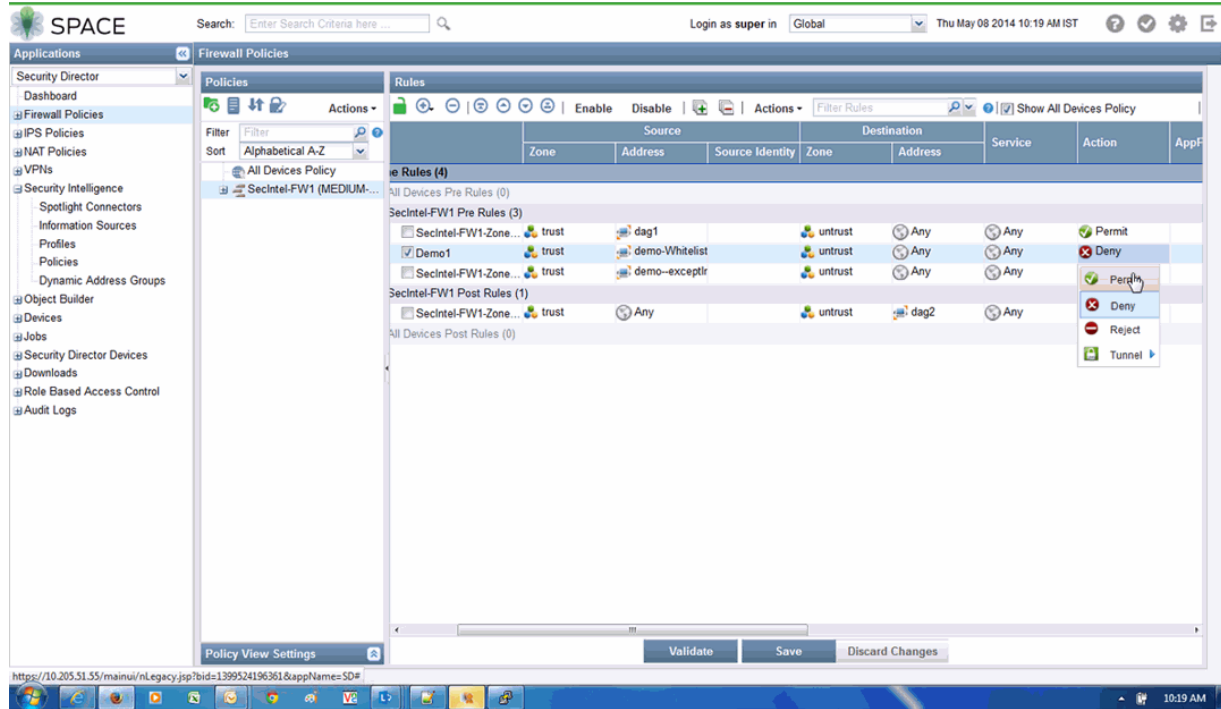 SPACE
Search: Enter Search Criteria here ...
Login as super in Global
Thu May 08 2014 10:19 AM IST
Applications
Firewall Policies
Security Director
Dashboard
Firewall Policies
IPS Policies
NAT Policies
VPNs
Security Intelligence
Spotlight Connectors
Information Sources
Profiles
Policies
Dynamic Address Groups
Object Builder
Devices
Jobs
Security Director Devices
Downloads
Role Based Access Control
Audit Logs
Policies
Actions
Filter Filter
Sort Alphabetical A-Z
All Devices Policy
SecIntel-FW1 (MEDIUM-...
Policy View Settings
Rules
Enable Disable Actions Filter Rules Show All Devices Policy
Source Destination Service Action AppF
Zone Address Source Identity Zone Address
e Rules (4)
All Devices Pre Rules (0)
SecIntel-FW1 Pre Rules (3)
SecIntel-FW1-Zone... trust dag1 untrust Any Any Permit
Demo1 trust demo-Whitelist untrust Any Any Deny
SecIntel-FW1-Zone... trust demo--exceptIr untrust Any Any
Permit
Deny
Reject
Tunnel
SecIntel-FW1 Post Rules (1)
SecIntel-FW1-Zone... trust Any untrust dag2 Any
All Devices Post Rules (0)
Validate Save Discard Changes
https://10.205.51.55/mainui/nLegacy.jsp?bid=1399524196361&appName=SD#
10:19 AM